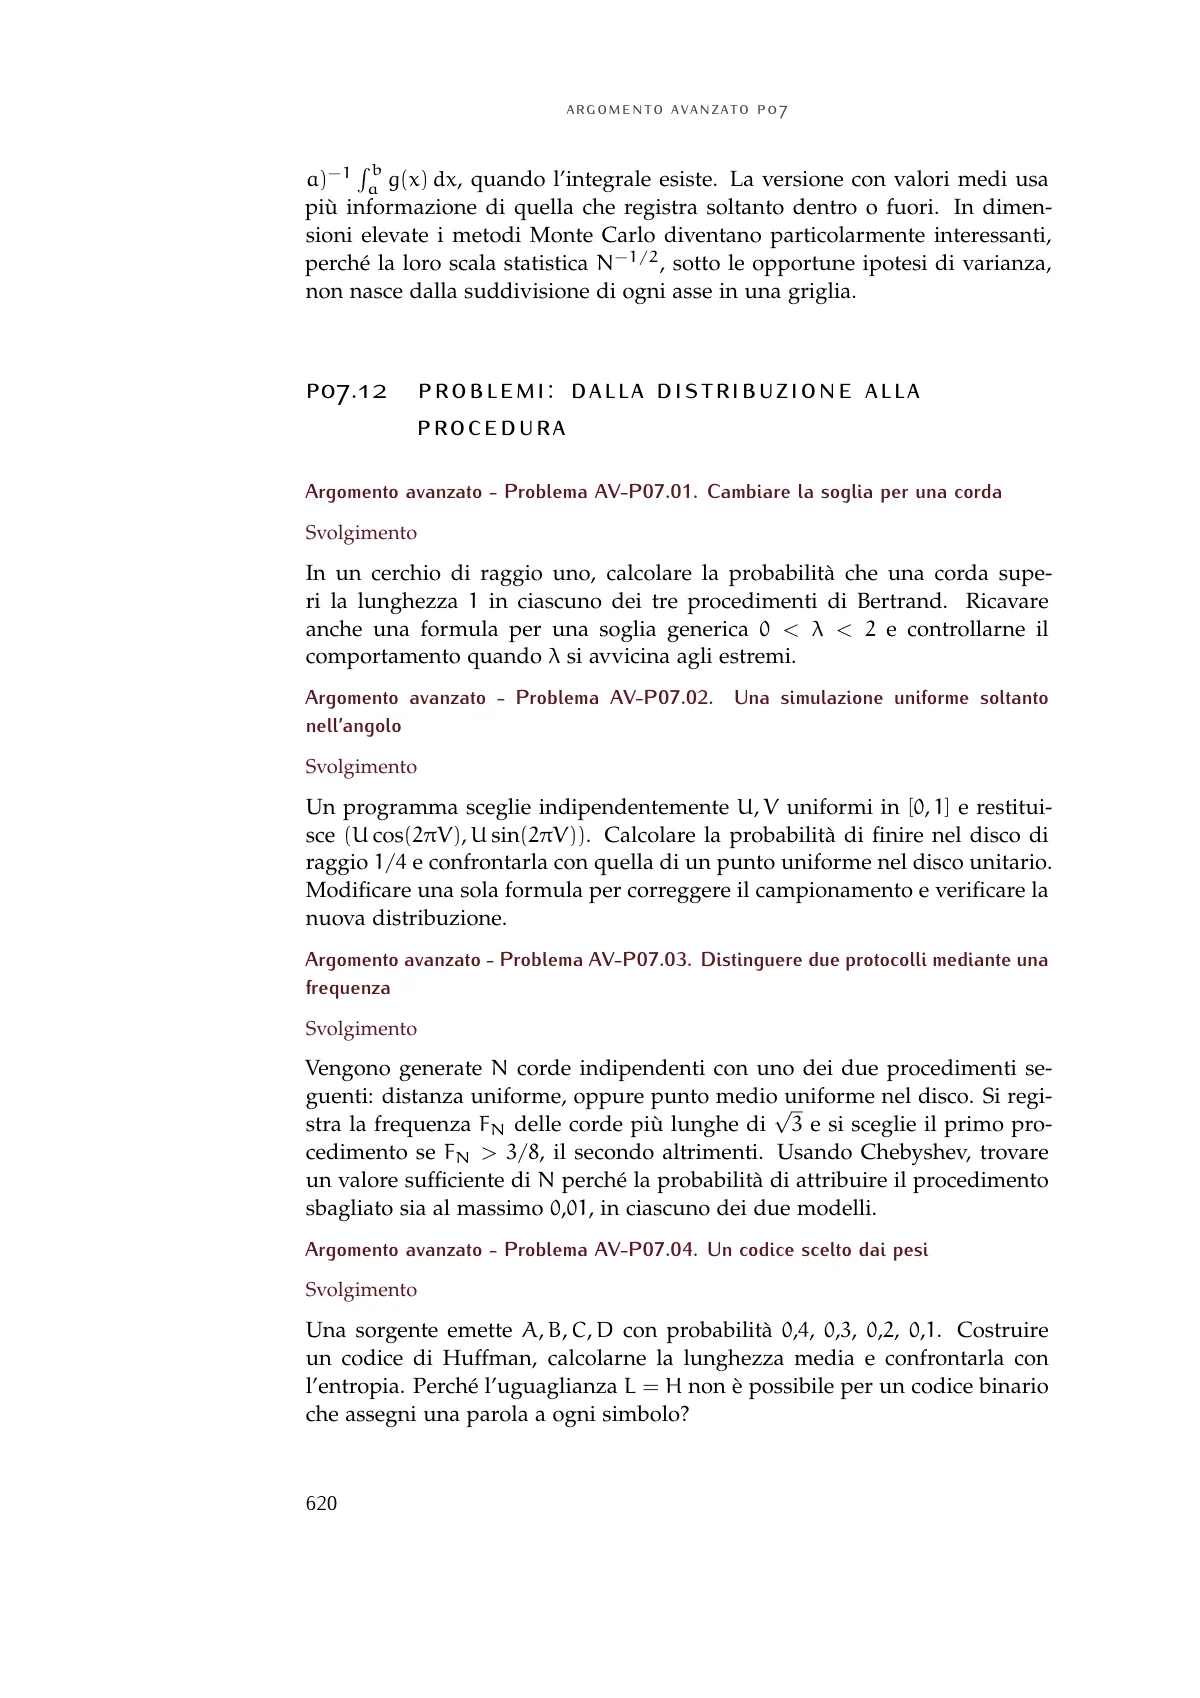 ARGOMENTO AVANZATO P07
a)⁻¹ ∫ₐᵇ g(x) dx, quando l'integrale esiste. La versione con valori medi usa
più informazione di quella che registra soltanto dentro o fuori. In dimen-
sioni elevate i metodi Monte Carlo diventano particolarmente interessanti,
perché la loro scala statistica N⁻¹/², sotto le opportune ipotesi di varianza,
non nasce dalla suddivisione di ogni asse in una griglia.
P07.12 PROBLEMI: DALLA DISTRIBUZIONE ALLA
PROCEDURA
Argomento avanzato - Problema AV-P07.01. Cambiare la soglia per una corda
Svolgimento
In un cerchio di raggio uno, calcolare la probabilità che una corda supe-
ri la lunghezza 1 in ciascuno dei tre procedimenti di Bertrand. Ricavare
anche una formula per una soglia generica 0 < λ < 2 e controllarne il
comportamento quando λ si avvicina agli estremi.
Argomento avanzato - Problema AV-P07.02. Una simulazione uniforme soltanto
nell'angolo
Svolgimento
Un programma sceglie indipendentemente U, V uniformi in [0, 1] e restitui-
sce (U cos(2πV), U sin(2πV)). Calcolare la probabilità di finire nel disco di
raggio 1/4 e confrontarla con quella di un punto uniforme nel disco unitario.
Modificare una sola formula per correggere il campionamento e verificare la
nuova distribuzione.
Argomento avanzato - Problema AV-P07.03. Distinguere due protocolli mediante una
frequenza
Svolgimento
Vengono generate N corde indipendenti con uno dei due procedimenti se-
guenti: distanza uniforme, oppure punto medio uniforme nel disco. Si regi-
stra la frequenza F_N delle corde più lunghe di √3 e si sceglie il primo pro-
cedimento se F_N > 3/8, il secondo altrimenti. Usando Chebyshev, trovare
un valore sufficiente di N perché la probabilità di attribuire il procedimento
sbagliato sia al massimo 0,01, in ciascuno dei due modelli.
Argomento avanzato - Problema AV-P07.04. Un codice scelto dai pesi
Svolgimento
Una sorgente emette A, B, C, D con probabilità 0,4, 0,3, 0,2, 0,1. Costruire
un codice di Huffman, calcolarne la lunghezza media e confrontarla con
l'entropia. Perché l'uguaglianza L = H non è possibile per un codice binario
che assegni una parola a ogni simbolo?
620